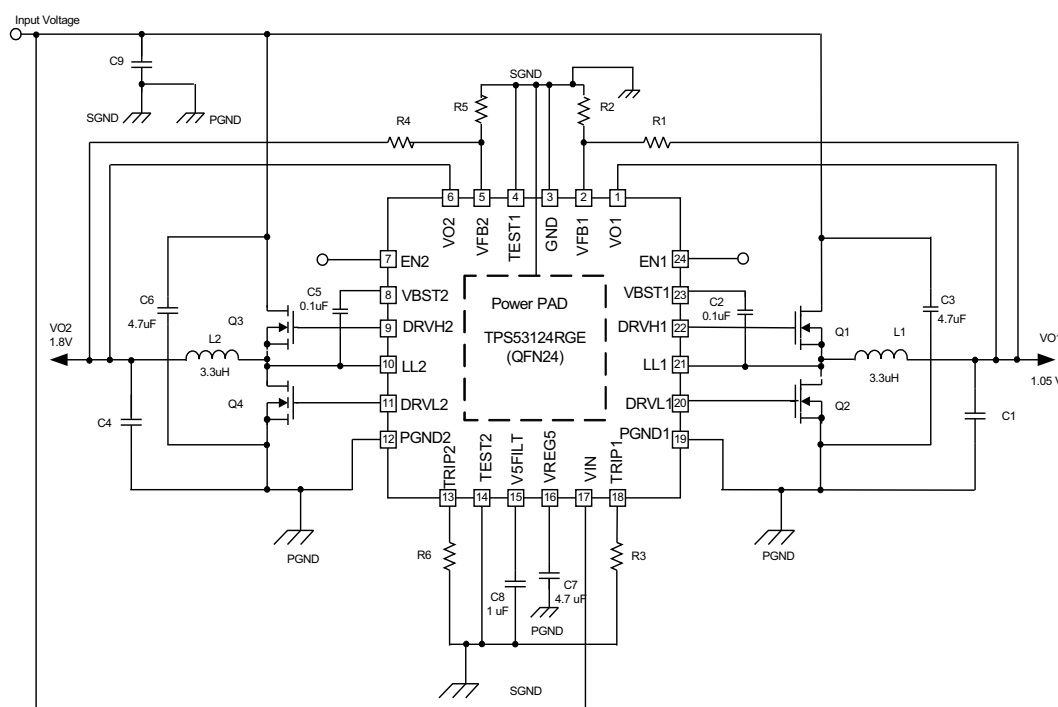 Input Voltage
C9
SGND
PGND
SGND
R5
R2
R4
R1
6
5
4
3
2
1
VO2
VFB2
TEST1
GND
VFB1
VO1
7
EN2
EN1
24
C5
0.1uF
8
VBST2
VBST1
23
C2
0.1uF
C6
4.7uF
Q3
9
DRVH2
DRVH1
22
Q1
C3
4.7uF
Power PAD
TPS53124RGE
(QFN24)
VO2
1.8V
L2
3.3uH
10
LL2
LL1
21
L1
3.3uH
VO1
1.05 V
C4
Q4
11
DRVL2
DRVL1
20
Q2
C1
12
PGND2
PGND1
19
TRIP2
TEST2
V5FILT
VREG5
VIN
TRIP1
13
14
15
16
17
18
PGND
PGND
R6
R3
C8
1 uF
C7
4.7 uF
PGND
SGND